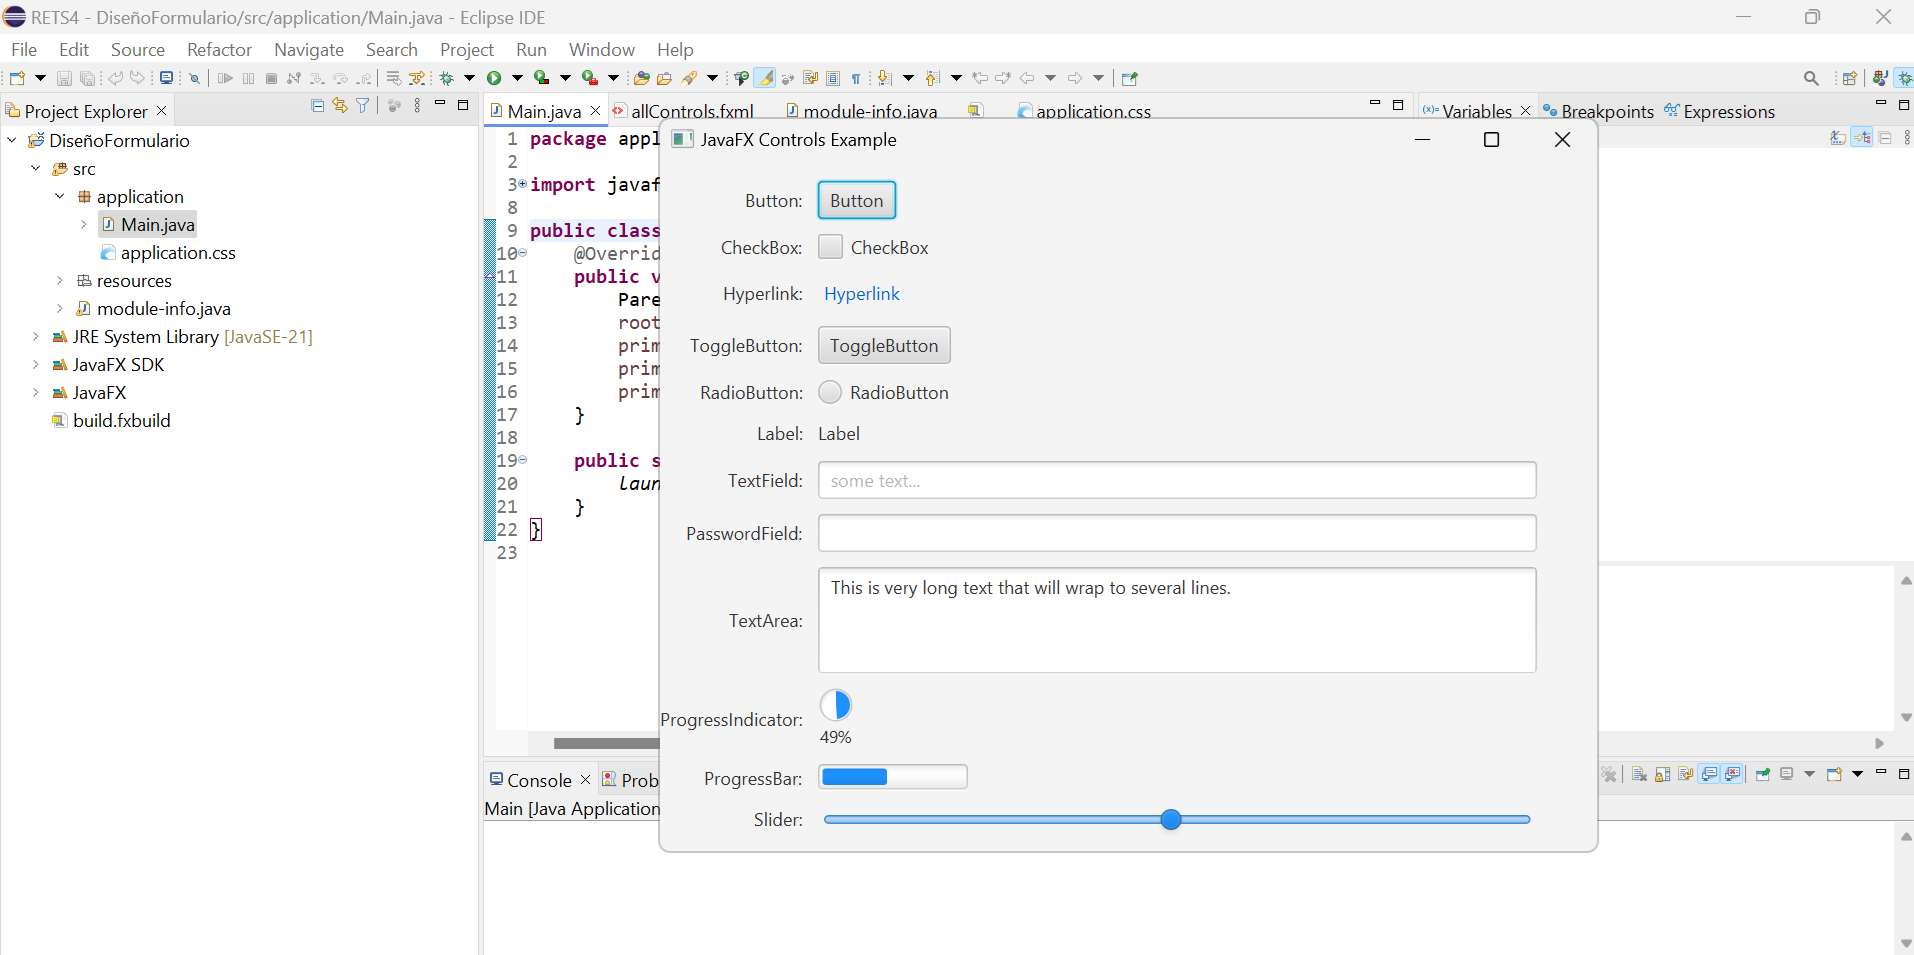 RETS4 - DiseñoFormulario/src/application/Main.java - Eclipse IDE
File Edit Source Refactor Navigate Search Project Run Window Help
Project Explorer
DiseñoFormulario
src
application
Main.java
application.css
resources
module-info.java
JRE System Library [JavaSE-21]
JavaFX SDK
JavaFX
build.fxbuild
Main.java allControls.fxml module-info.java application.css
1 package appl
2
3 import javaf
8
9 public class
10 @Overrid
11 public v
12 Pare
13 root
14 prim
15 prim
16 prim
17 }
18
19 public s
20 laun
21 }
22 }
23
(x)= Variables Breakpoints Expressions
JavaFX Controls Example
Button: Button
CheckBox: CheckBox
Hyperlink: Hyperlink
ToggleButton: ToggleButton
RadioButton: RadioButton
Label: Label
TextField: some text...
PasswordField:
TextArea: This is very long text that will wrap to several lines.
ProgressIndicator: 49%
ProgressBar:
Slider:
Console Prob
Main [Java Application